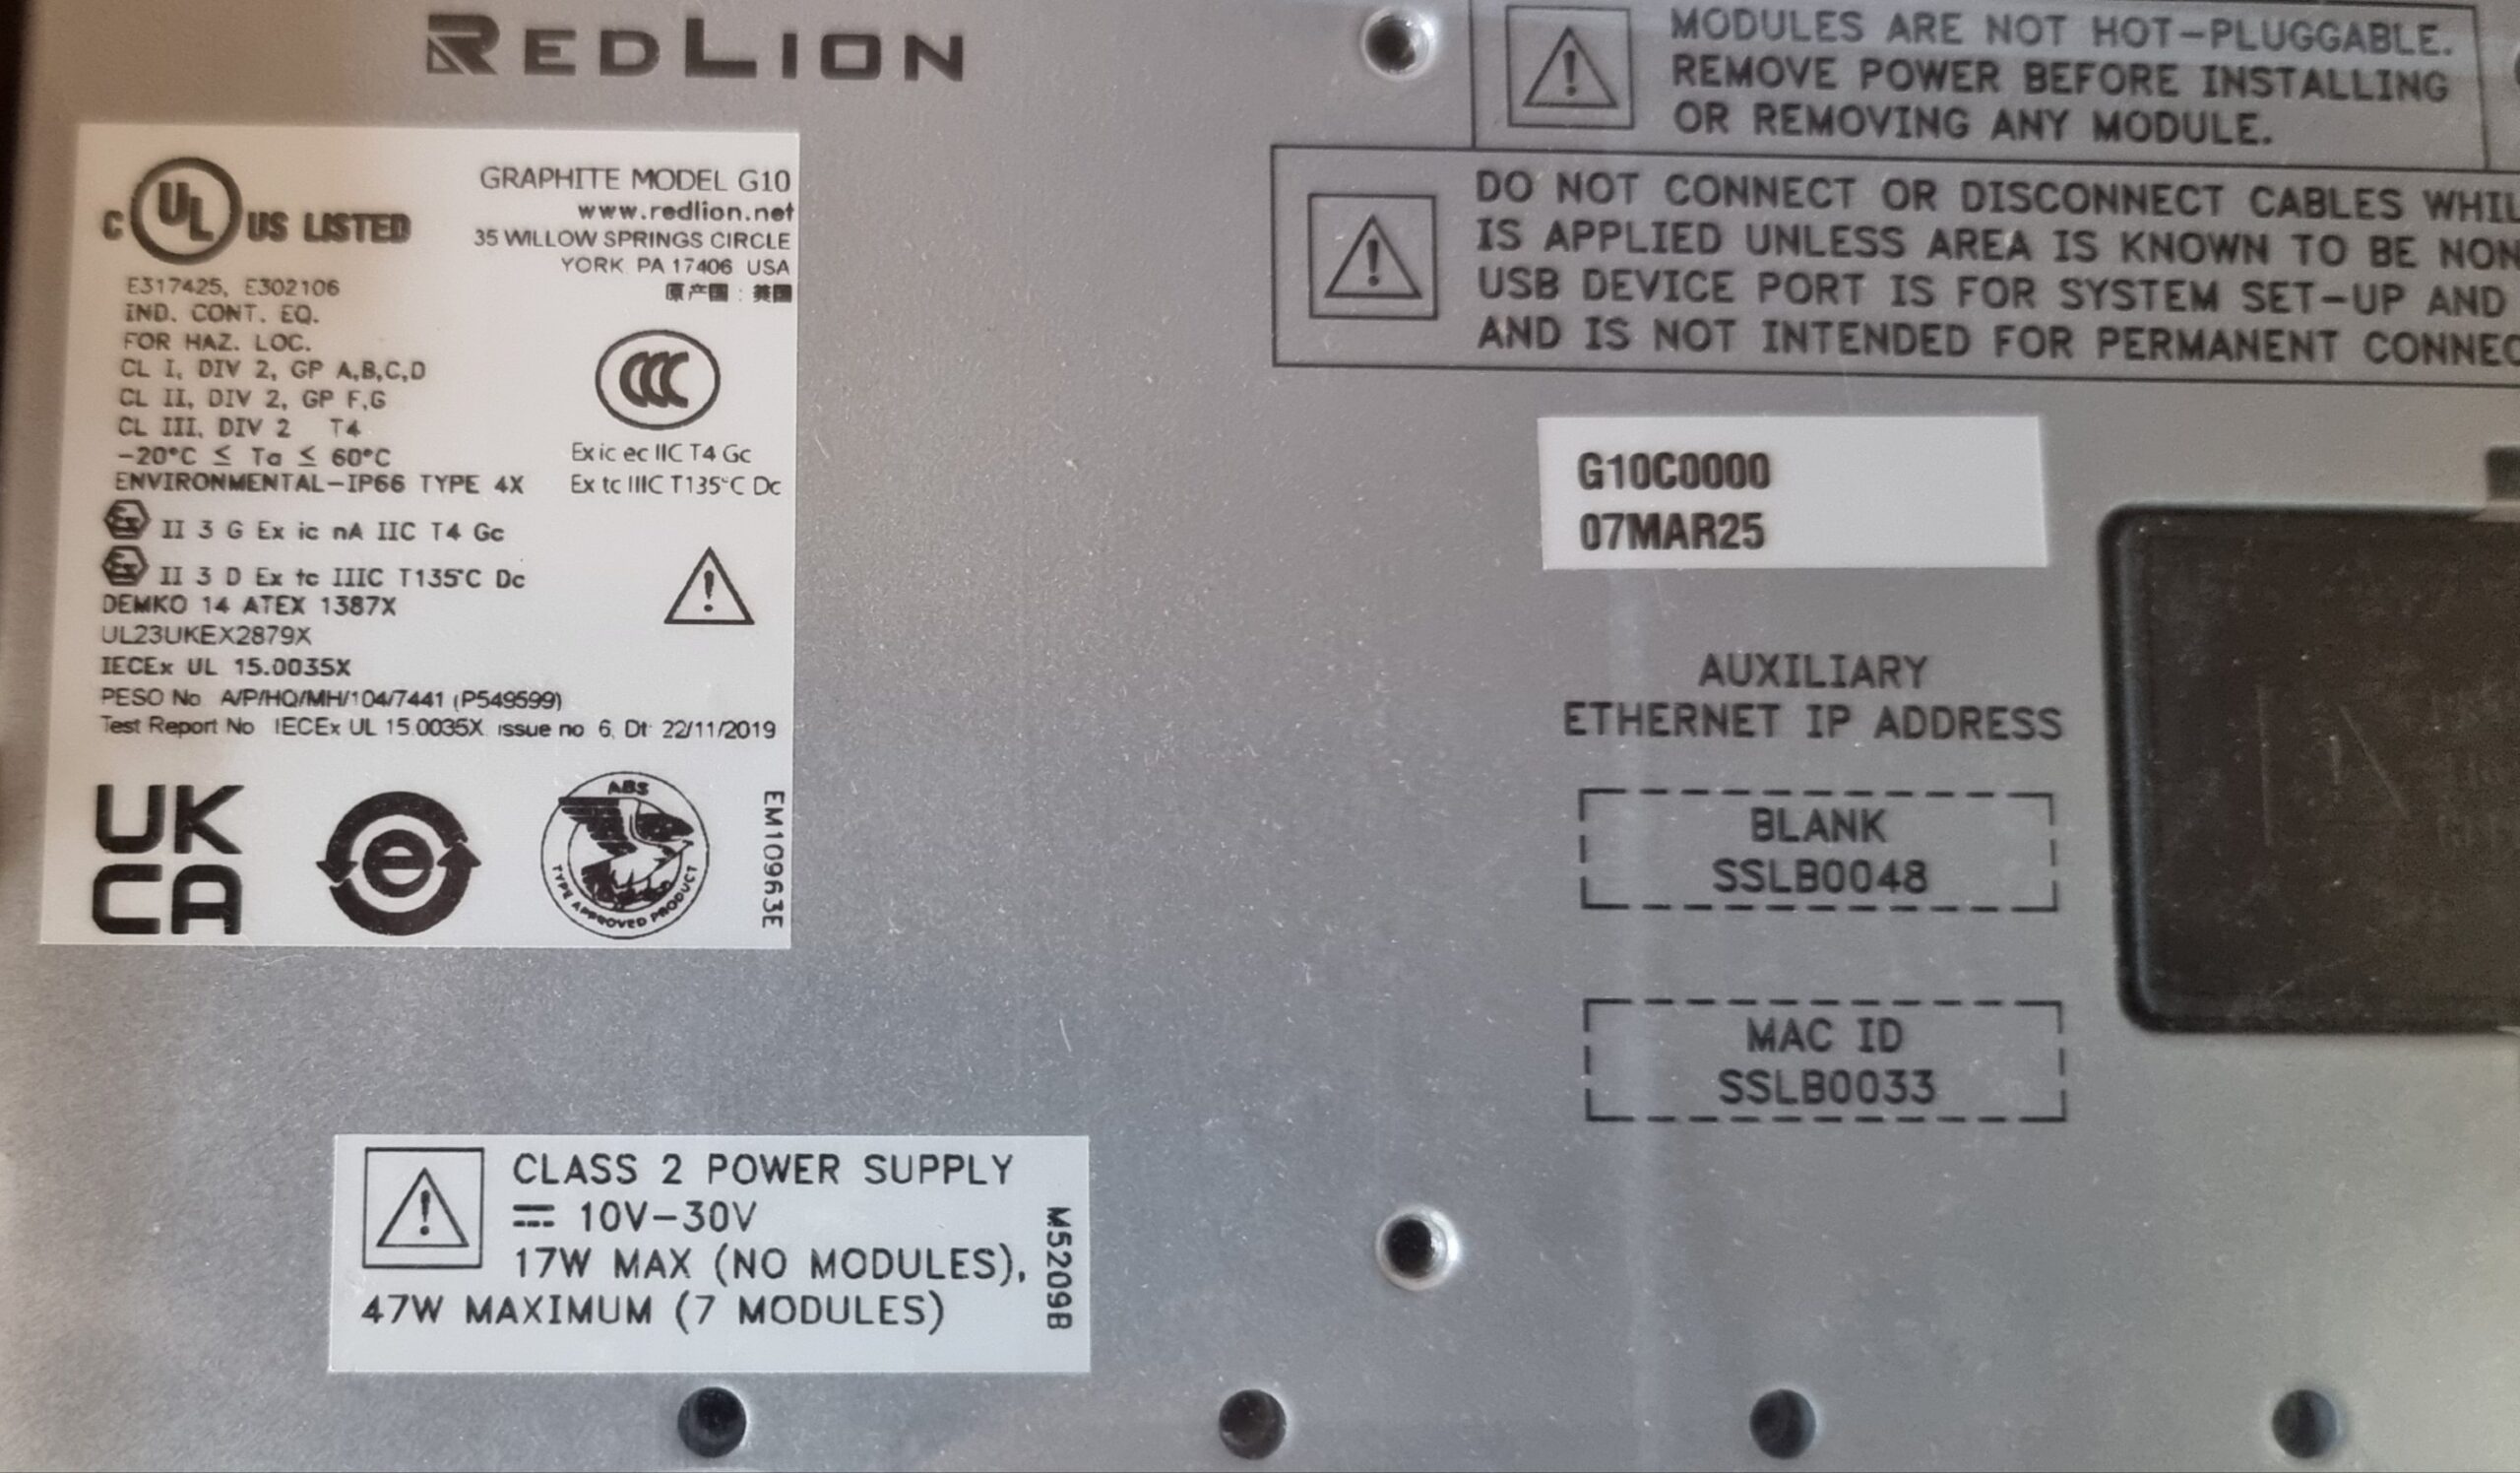 REDLION
MODULES ARE NOT HOT-PLUGGABLE.
REMOVE POWER BEFORE INSTALLING
OR REMOVING ANY MODULE.
DO NOT CONNECT OR DISCONNECT CABLES
IS APPLIED UNLESS AREA IS KNOWN TO BE
USB DEVICE PORT IS FOR SYSTEM SET-UP AND
AND IS NOT INTENDED FOR PERMANENT
C UL US LISTED
GRAPHITE MODEL G10
www.redlion.net
35 WILLOW SPRINGS CIRCLE
YORK PA 17406 USA
原产国 : 美国
E317425, E302106
IND. CONT. EQ.
FOR HAZ. LOC.
CL I, DIV 2, GP A,B,C,D
CL II, DIV 2, GP F,G
CL III, DIV 2 T4
-20°C ≤ Ta ≤ 60°C
ENVIRONMENTAL-IP66 TYPE 4X
CCC
Ex ic ec IIC T4 Gc
Ex tc IIIC T135°C Dc
Ex II 3 G Ex ic nA IIC T4 Gc
Ex II 3 D Ex tc IIIC T135°C Dc
DEMKO 14 ATEX 1387X
UL23UKEX2879X
IECEx UL 15.0035X
PESO No A/P/HQ/MH/104/7441 (P549599)
Test Report No IECEx UL 15.0035X issue no 6, Dt: 22/11/2019
UK
CA
e
ABS
TYPE APPROVED PRODUCT
EM10963E
G10C0000
07MAR25
AUXILIARY
ETHERNET IP ADDRESS
BLANK
SSLB0048
MAC ID
SSLB0033
CLASS 2 POWER SUPPLY
⎓ 10V-30V
17W MAX (NO MODULES),
47W MAXIMUM (7 MODULES)
M5209B